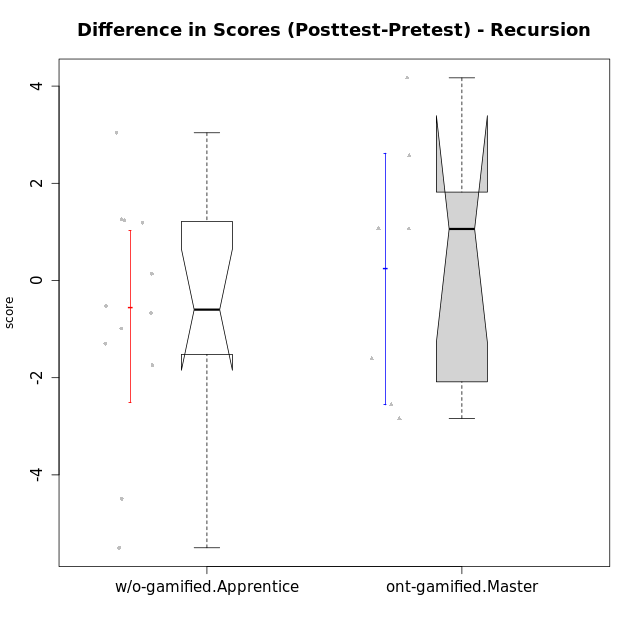 Difference in Scores (Posttest-Pretest) - Recursion
4
2
0
-2
-4
score
w/o-gamified.Apprentice
ont-gamified.Master